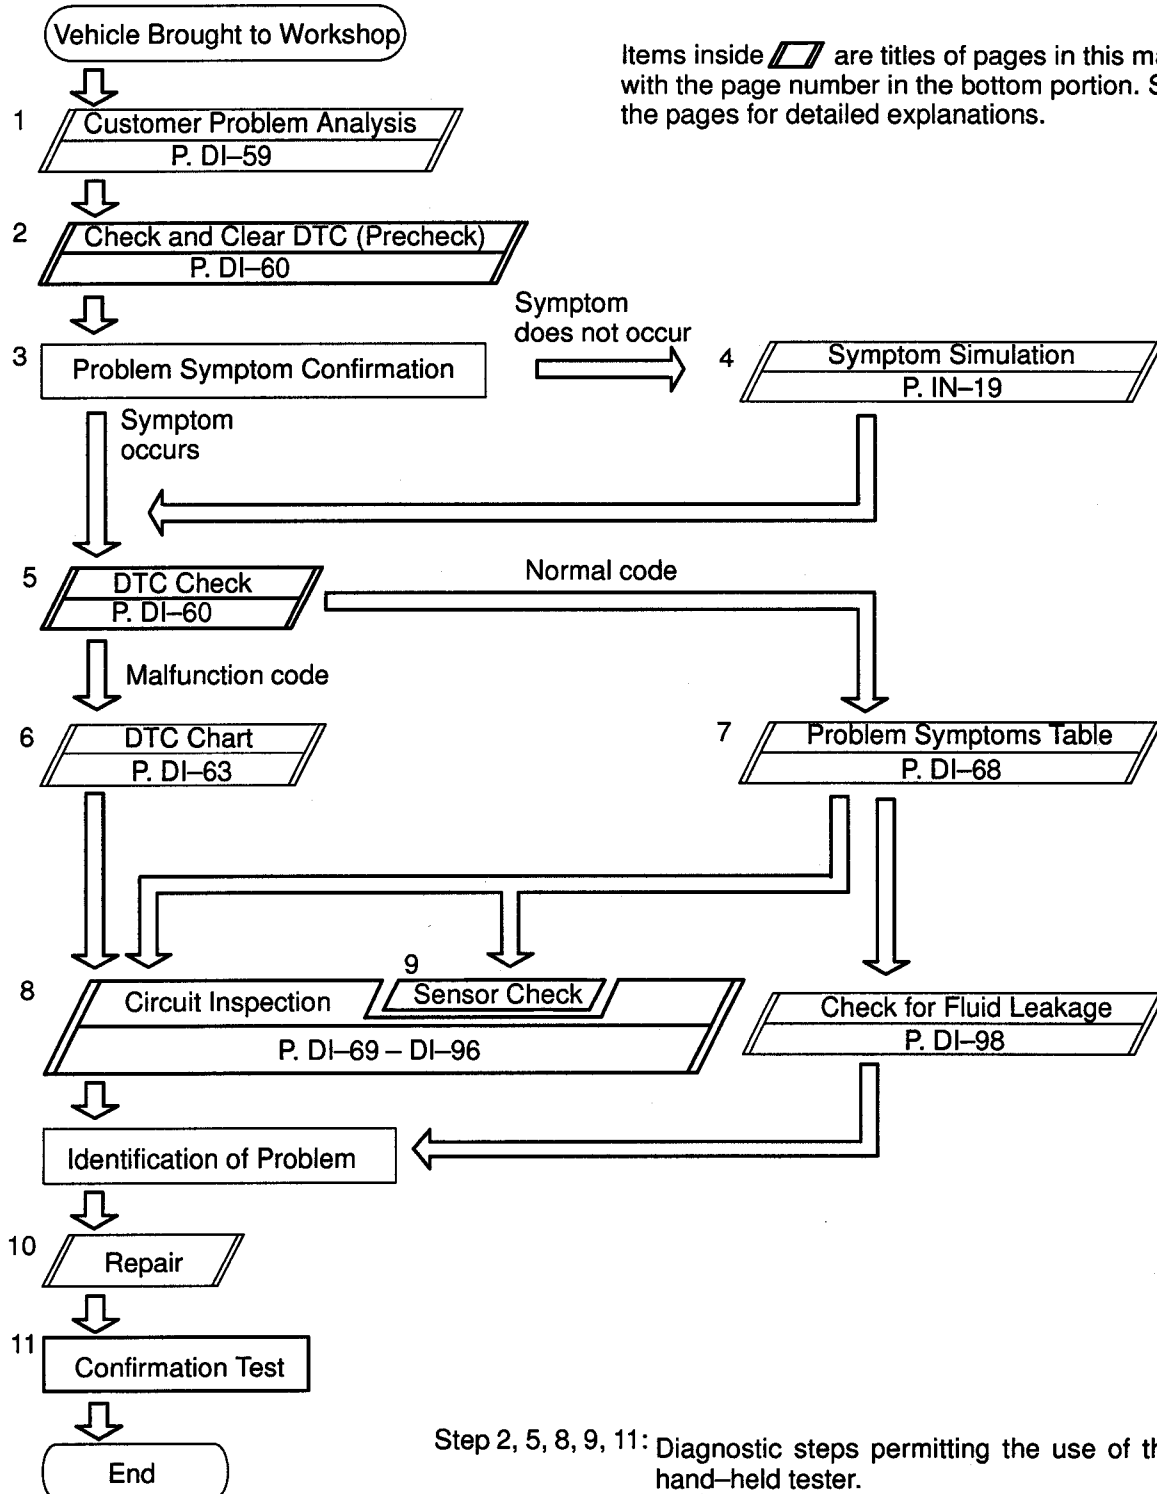 Vehicle Brought to Workshop
Items inside are titles of pages in this
with the page number in the bottom portion.
the pages for detailed explanations.
1
Customer Problem Analysis
P. DI–59
2
Check and Clear DTC (Precheck)
P. DI–60
Symptom
does not occur
3
Problem Symptom Confirmation
4
Symptom Simulation
P. IN–19
Symptom
occurs
5
DTC Check
P. DI–60
Normal code
Malfunction code
6
DTC Chart
P. DI–63
7
Problem Symptoms Table
P. DI–68
8
Circuit Inspection
9
Sensor Check
P. DI–69 – DI–96
Check for Fluid Leakage
P. DI–98
Identification of Problem
10
Repair
11
Confirmation Test
End
Step 2, 5, 8, 9, 11: Diagnostic steps permitting the use of
hand–held tester.